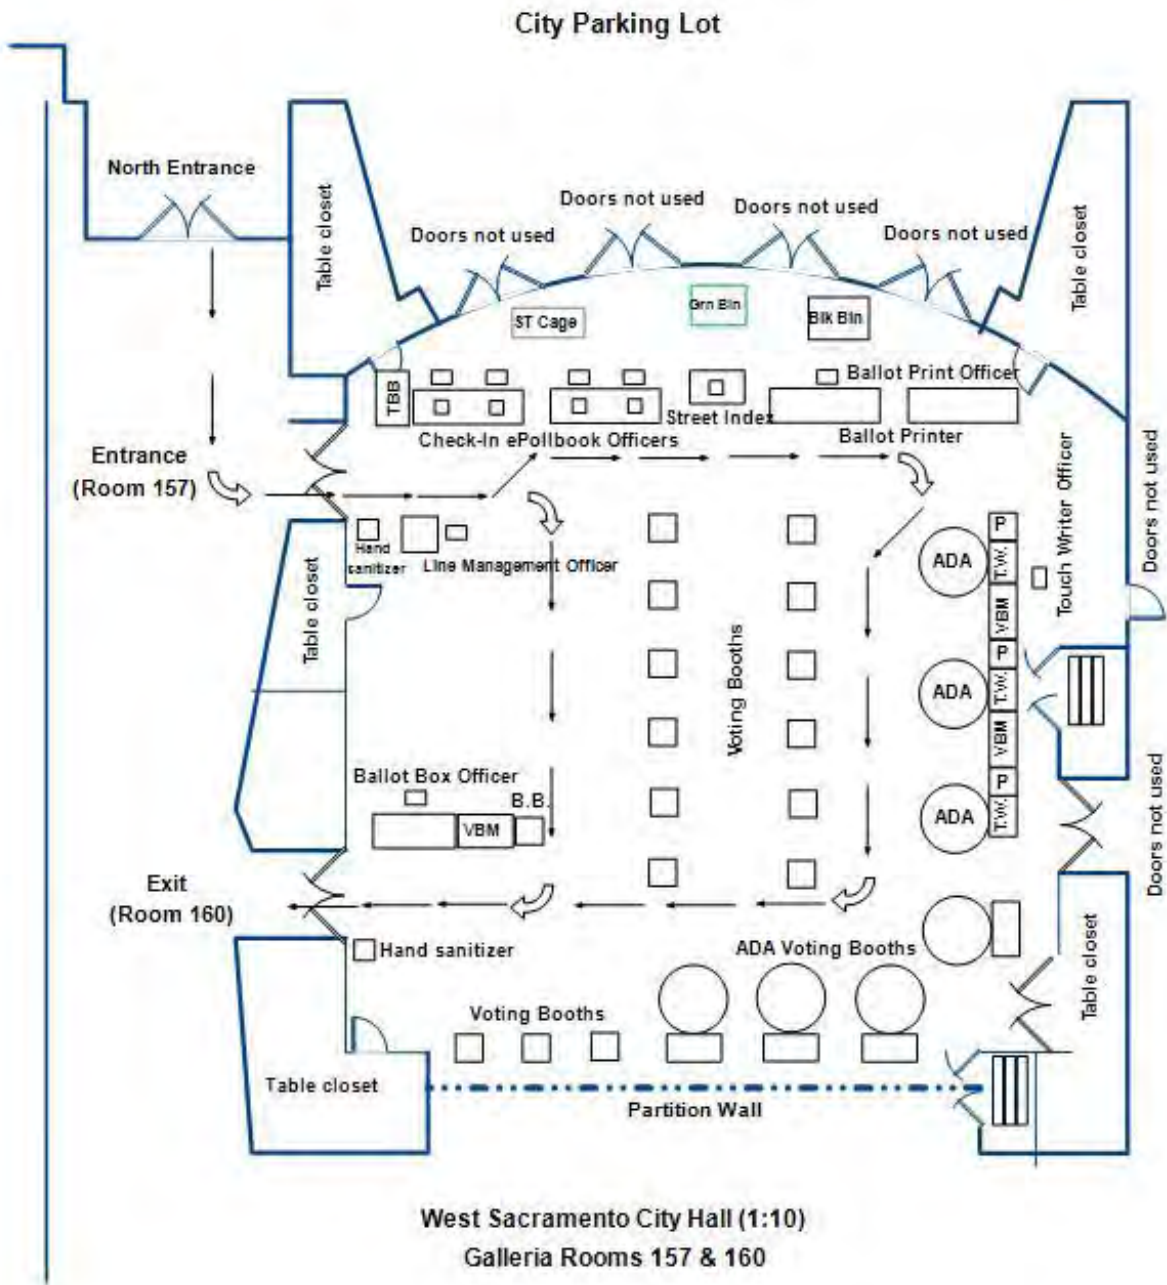 City Parking Lot
North Entrance
Table closet
Doors not used
Doors not used
Doors not used
Doors not used
Table closet
ST Cage
Grn Bin
Blk Bin
TBB
Ballot Print Officer
Street Index
Check-In ePollbook Officers
Ballot Printer
Entrance
(Room 157)
Hand
sanitizer
Line Management Officer
Table closet
Voting Booths
ADA
P
T.W.
VBM
Touch Writer Officer
Doors not used
ADA
P
T.W.
VBM
ADA
P
T.W.
Doors not used
Ballot Box Officer
B.B.
VBM
Exit
(Room 160)
Hand sanitizer
ADA Voting Booths
Table closet
Voting Booths
Table closet
Partition Wall
West Sacramento City Hall (1:10)
Galleria Rooms 157 & 160